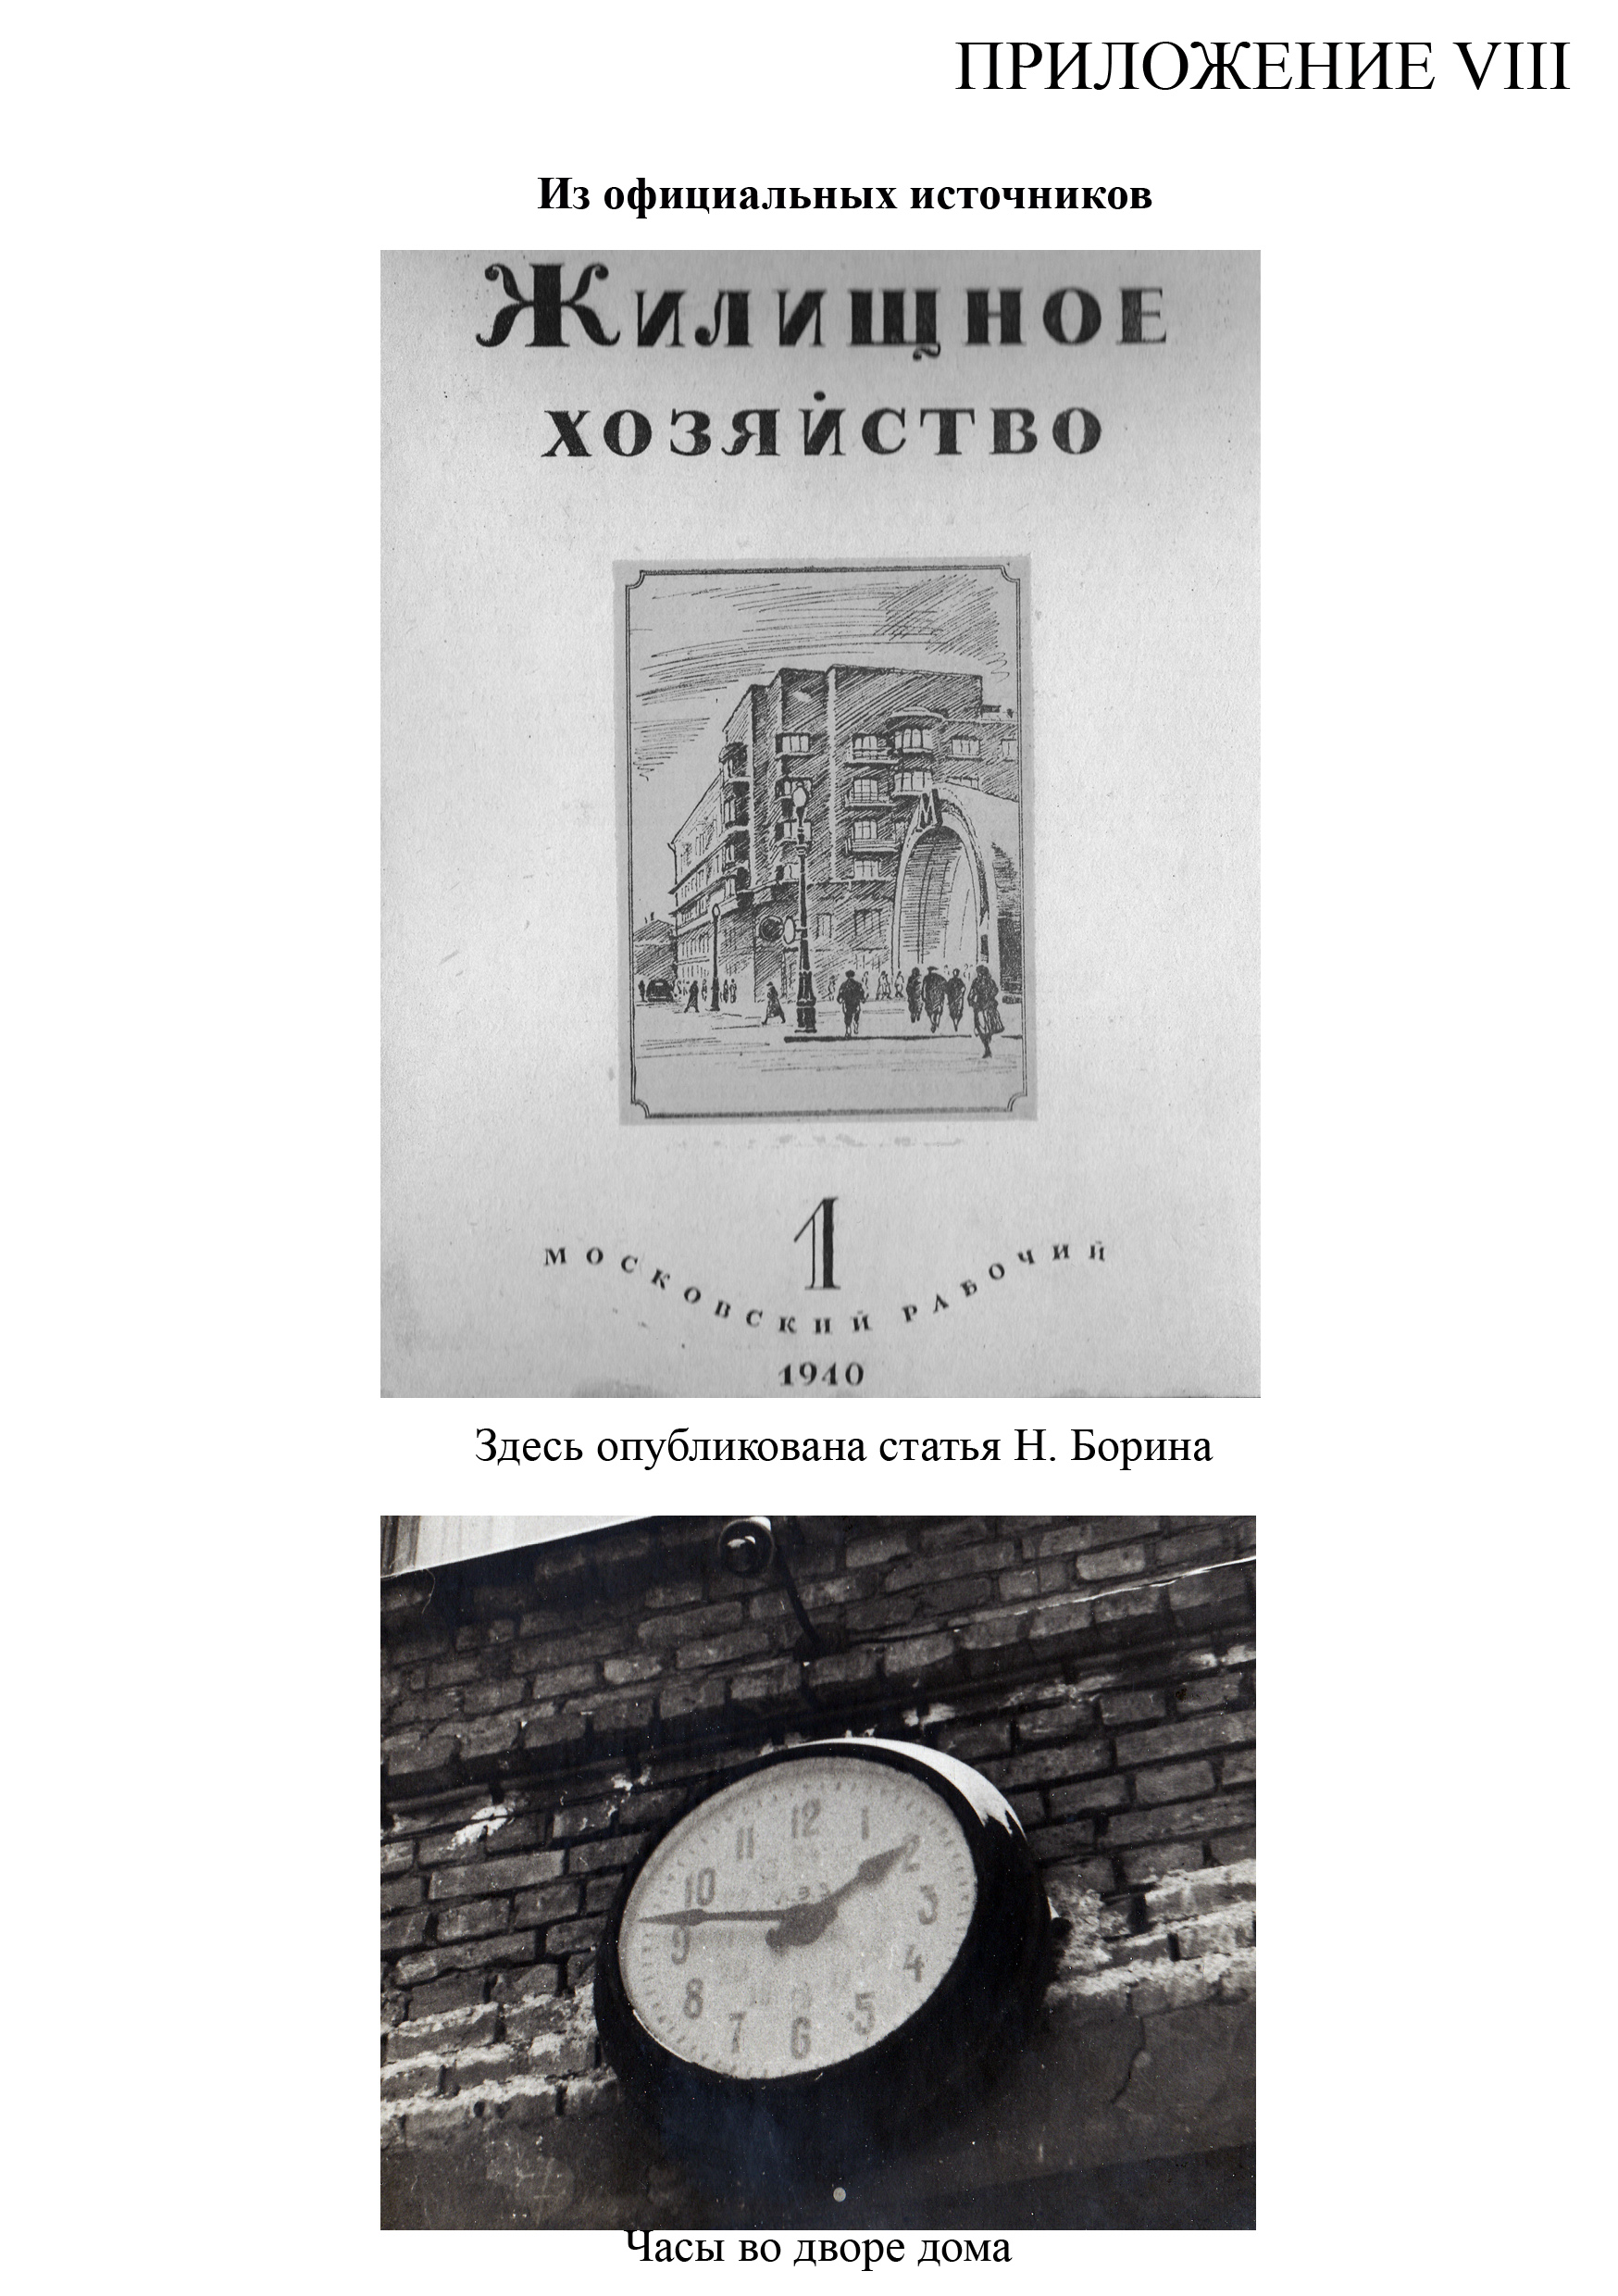 ПРИЛОЖЕНИЕ VIII
Из официальных источников
Жилищное
хозяйство
М
1
МОСКОВСКИЙ РАБОЧИЙ
1940
Здесь опубликована статья Н. Борина
12
11 1
10 2
9 3
8 4
7 6 5
Часы во дворе дома